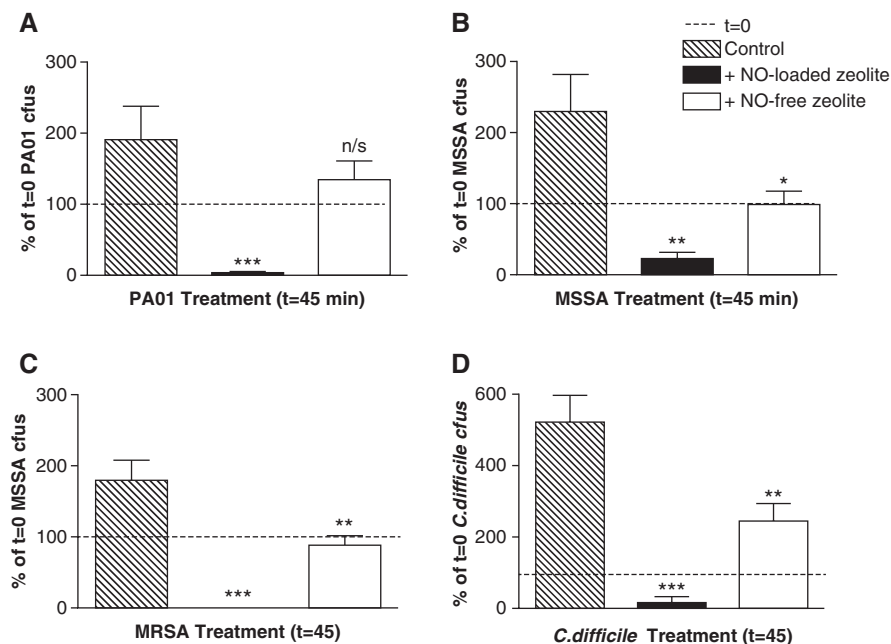 A
300
200
100
0
% of t=0 PA01 cfus
***
n/s
PA01 Treatment (t=45 min)
B
300
200
100
0
% of t=0 MSSA cfus
**
*
MSSA Treatment (t=45 min)
t=0
Control
+ NO-loaded zeolite
+ NO-free zeolite
C
300
200
100
0
% of t=0 MSSA cfus
***
**
MRSA Treatment (t=45)
D
600
400
200
0
% of t=0 C.difficile cfus
***
**
C.difficile Treatment (t=45)